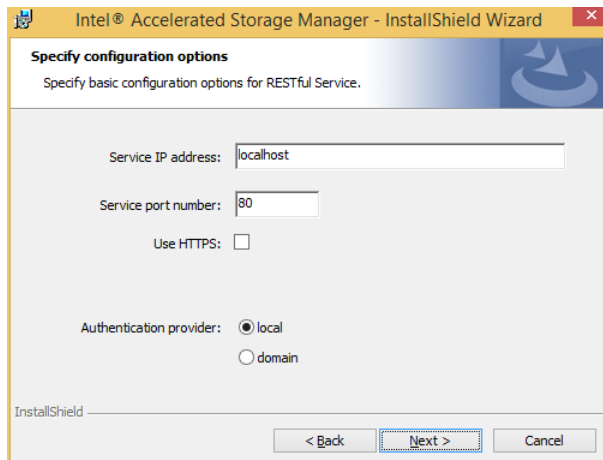 Intel® Accelerated Storage Manager - InstallShield Wizard
Specify configuration options
Specify basic configuration options for RESTful Service.
Service IP address: localhost
Service port number: 80
Use HTTPS:
Authentication provider: local
domain
InstallShield
< Back Next > Cancel